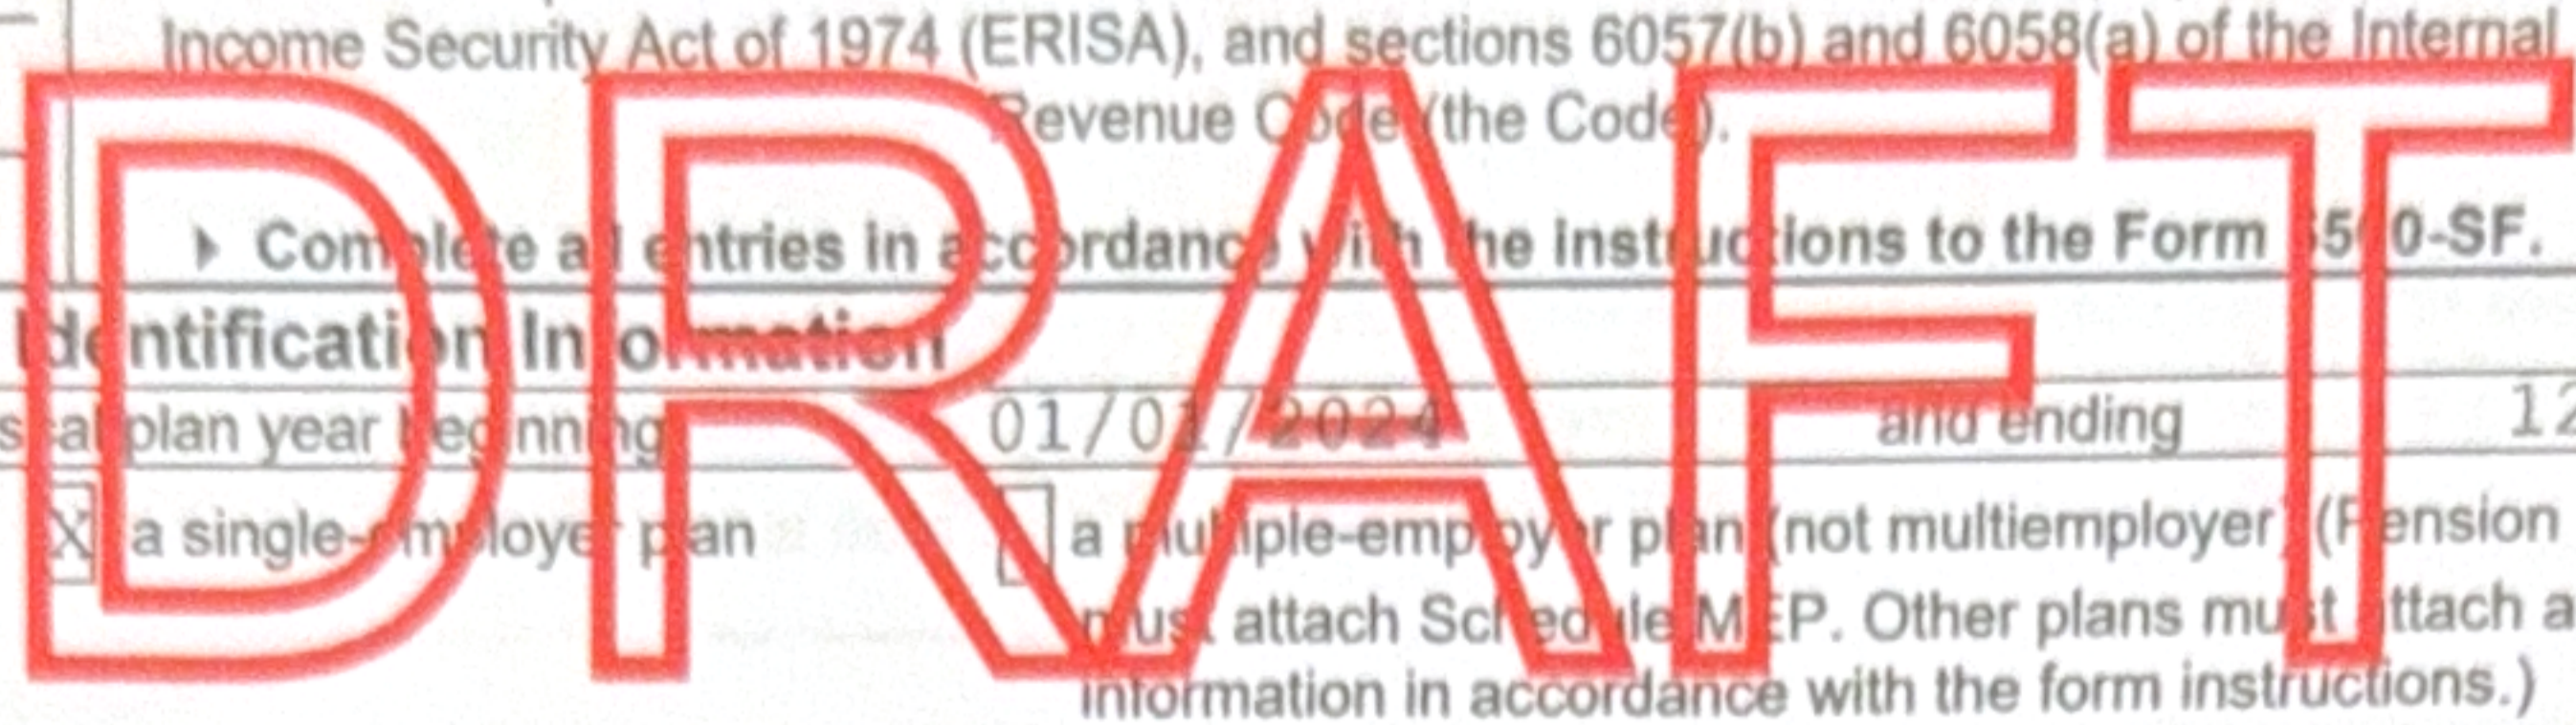 Income Security Act of 1974 (ERISA), and sections 6057(b) and 6058(a) of the Internal
Revenue Code (the Code).
Complete all entries in accordance with the instructions to the Form 5500-SF.
Identification Information
scal plan year beginning 01/01/2024 and ending 12
X a single-employer plan a multiple-employer plan (not multiemployer) (Pension
must attach Schedule MEP. Other plans must attach a
information in accordance with the form instructions.)
DRAFT